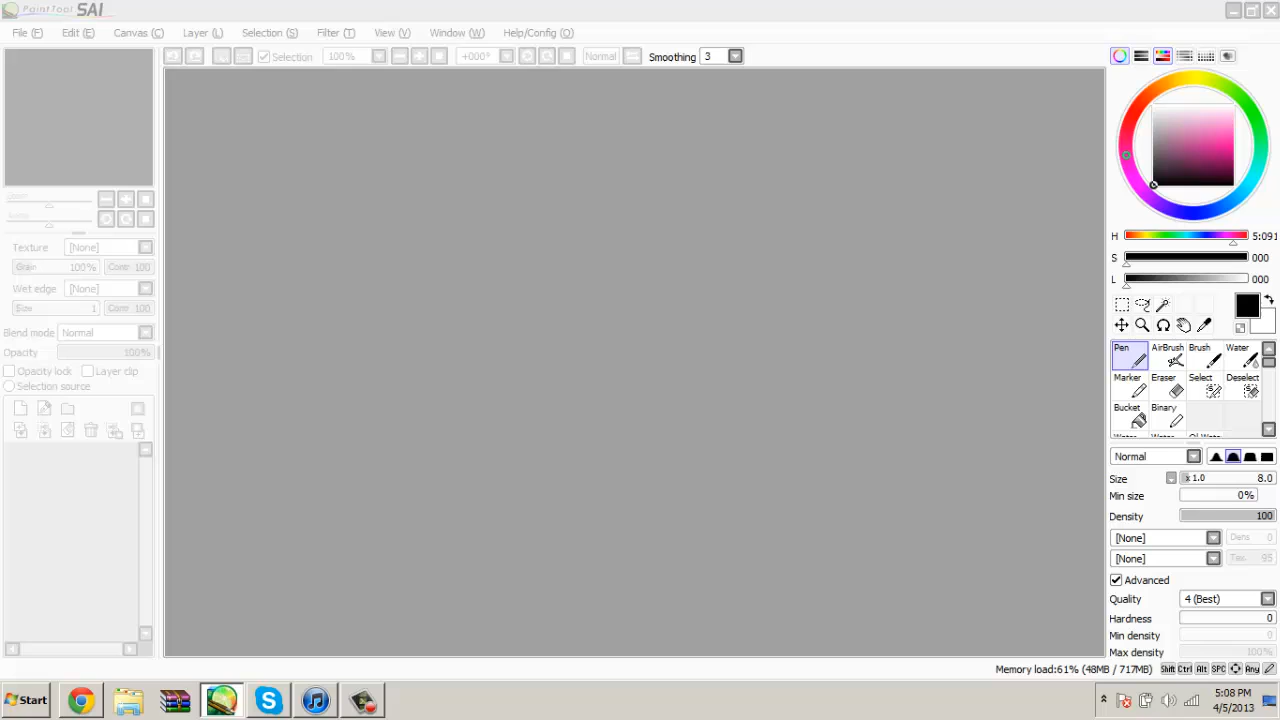 PaintTool SAI
File (F) Edit (E) Canvas (C) Layer (L) Selection (S) Filter (T) View (V) Window (W) Help/Config (O)
Selection 100% +000° Normal Smoothing 3
Texture [None]
Grain 100% Contr 100
Wet edge [None]
Size 1 Contr 100
Blend mode Normal
Opacity 100%
Opacity lock Layer clip
Selection source
H 5:091
S 000
L 000
Pen AirBrush Brush Water
Marker Eraser Select Deselect
Bucket Binary
Normal
Size x 1.0 8.0
Min size 0%
Density 100
[None] Dens 0
[None] Tex. 95
Advanced
Quality 4 (Best)
Hardness 0
Min density 0
Max density 100%
Memory load:61% (48MB / 717MB) Shift Ctrl Alt SPC Any
Start
5:08 PM
4/5/2013